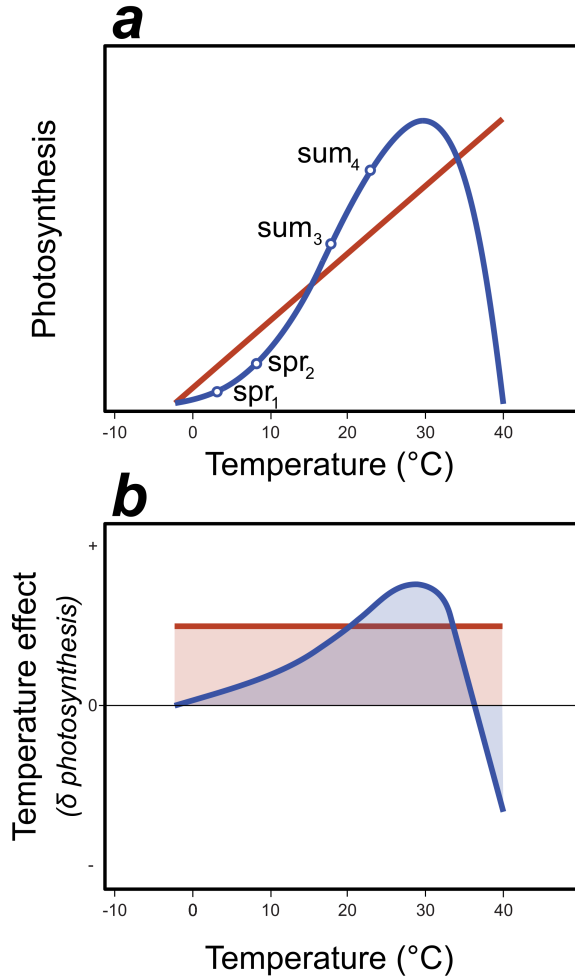 a
Photosynthesis
sum4
sum3
spr2
spr1
-10 0 10 20 30 40
Temperature (°C)
b
Temperature effect
(δ photosynthesis)
+
0
-
-10 0 10 20 30 40
Temperature (°C)